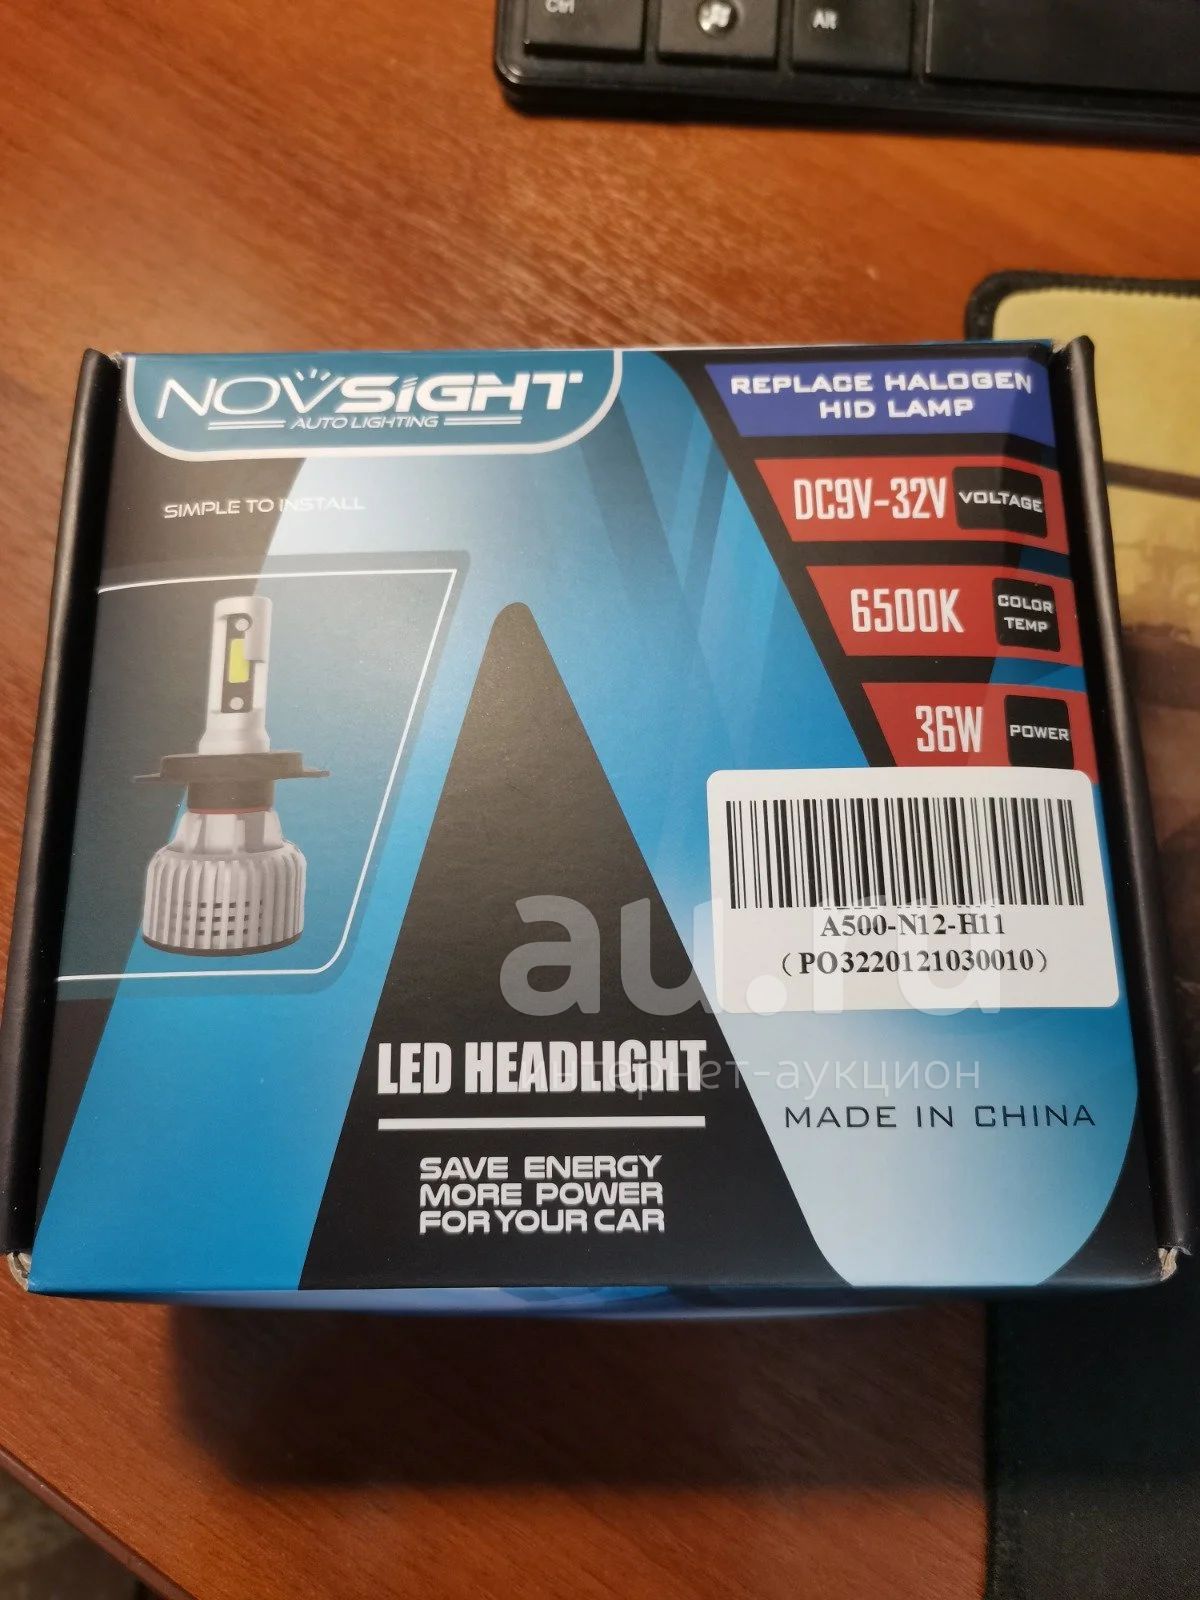 Ctrl
AR
NOVSIGHT
AUTO LIGHTING
REPLACE HALOGEN
HID LAMP
SIMPLE TO INSTALL
DC9V-32V VOLTAGE
6500K COLOR
TEMP
36W POWER
A500-N12-H11
(PO3220121030010)
au.ru
интернет-аукцион
LED HEADLIGHT
MADE IN CHINA
SAVE ENERGY
MORE POWER
FOR YOUR CAR